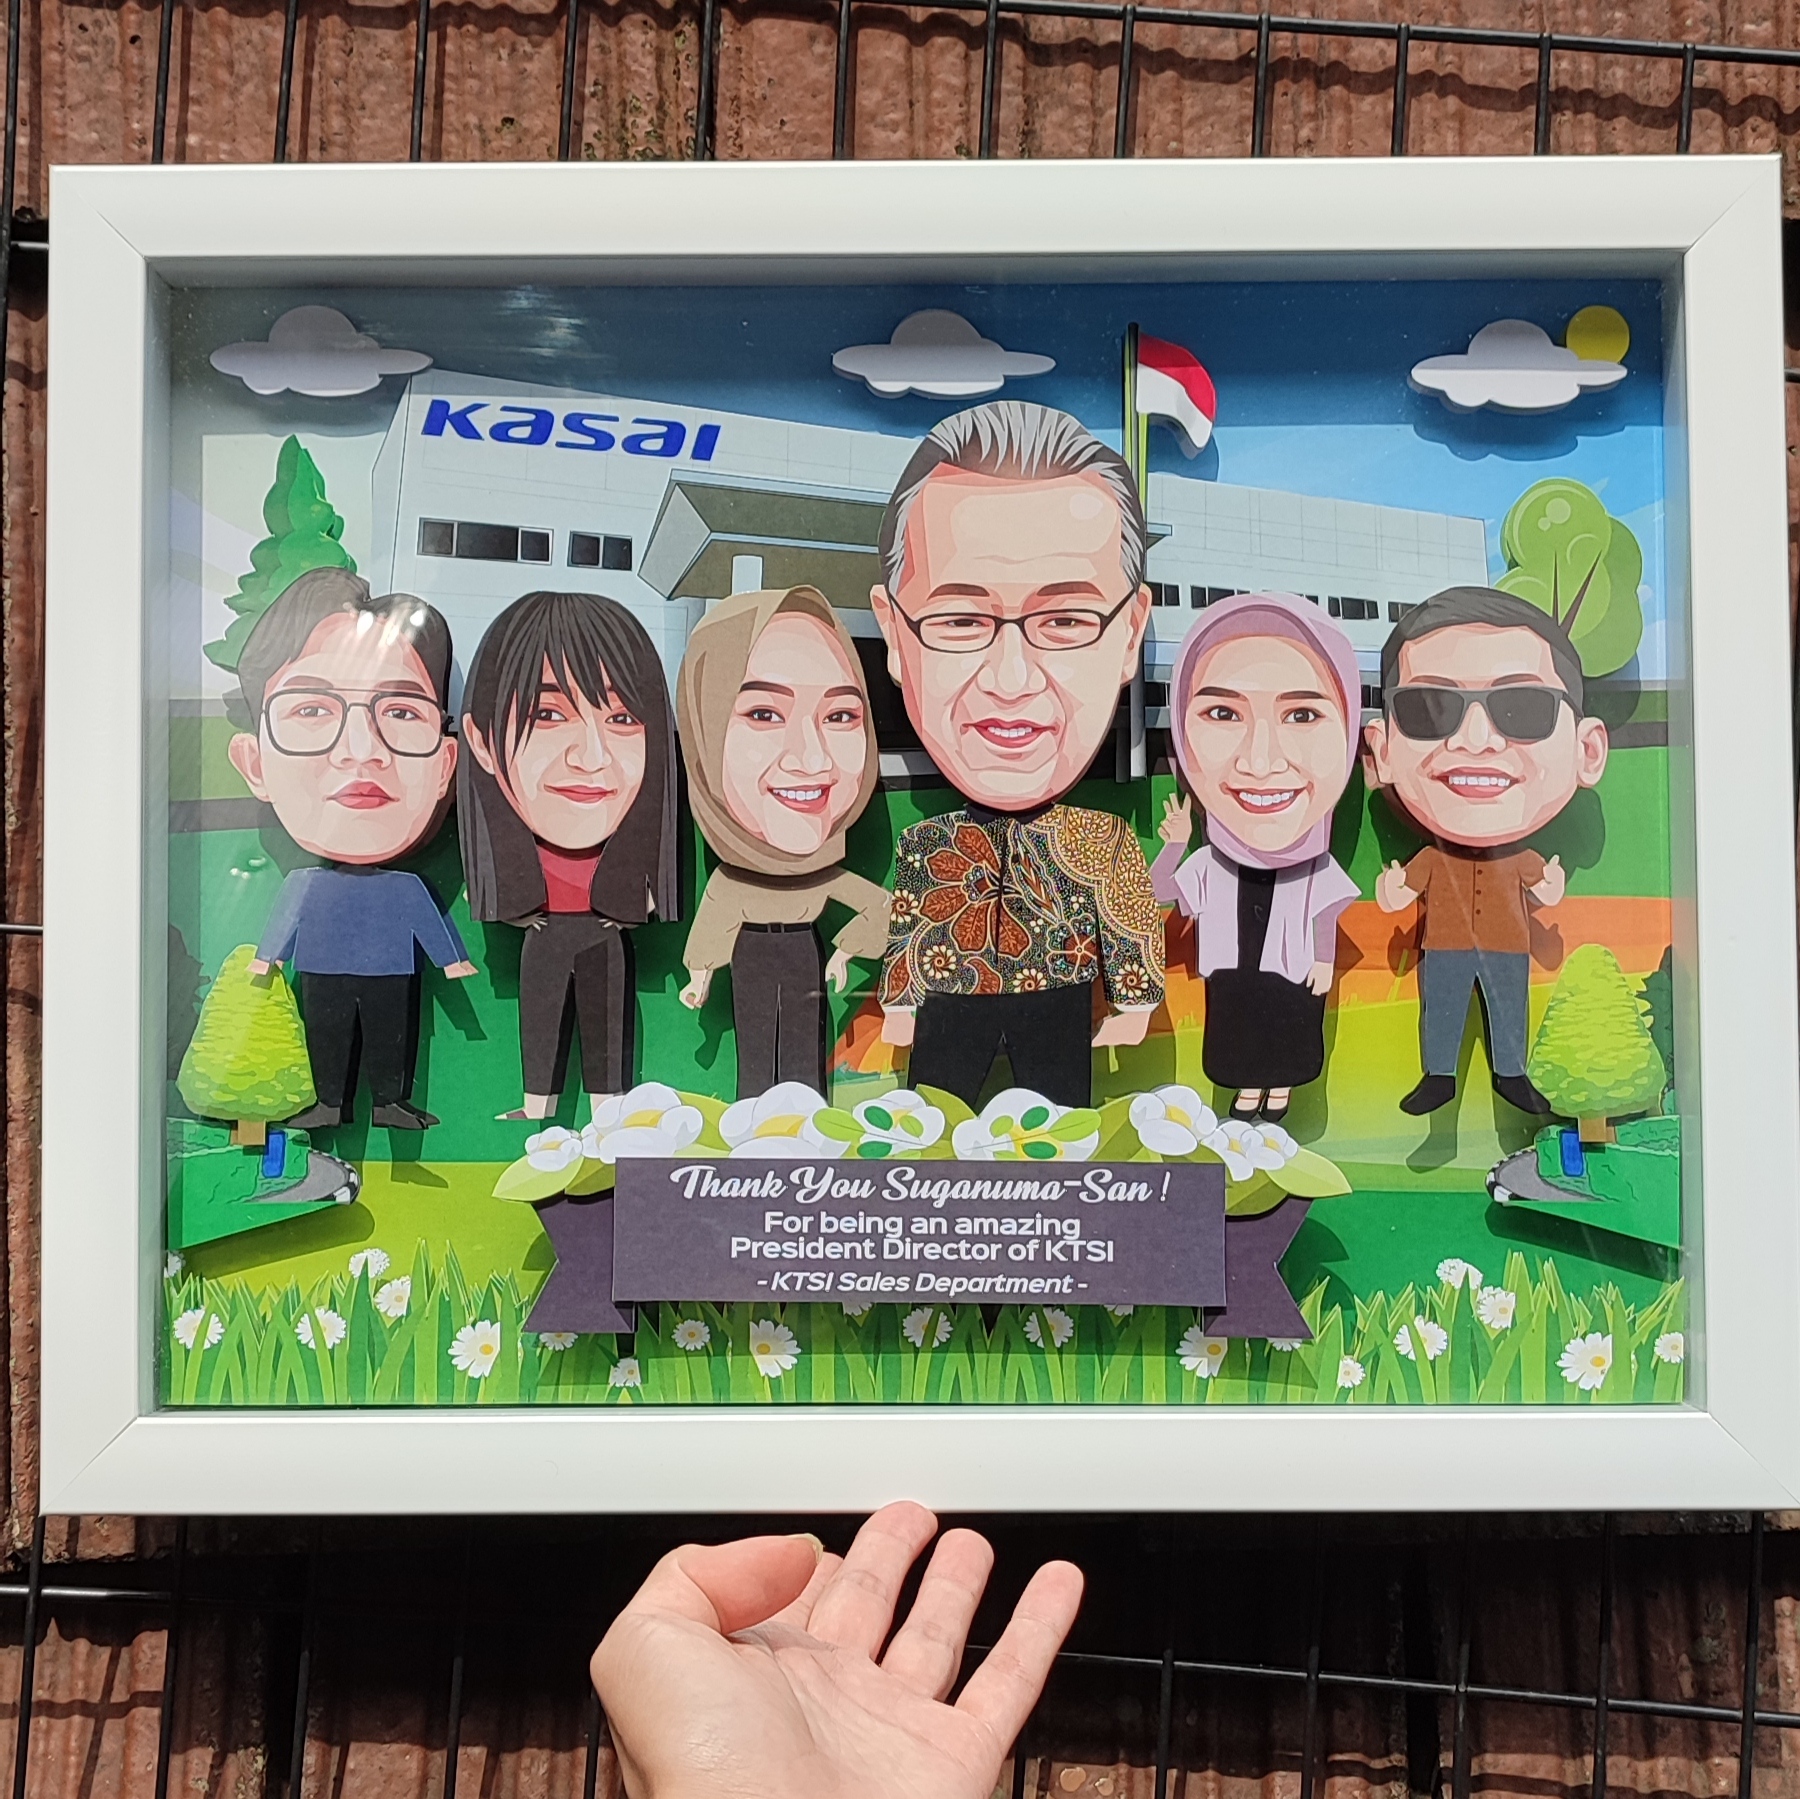 Kasai
Thank You Suganuma-San !
For being an amazing
President Director of KTSI
- KTSI Sales Department -